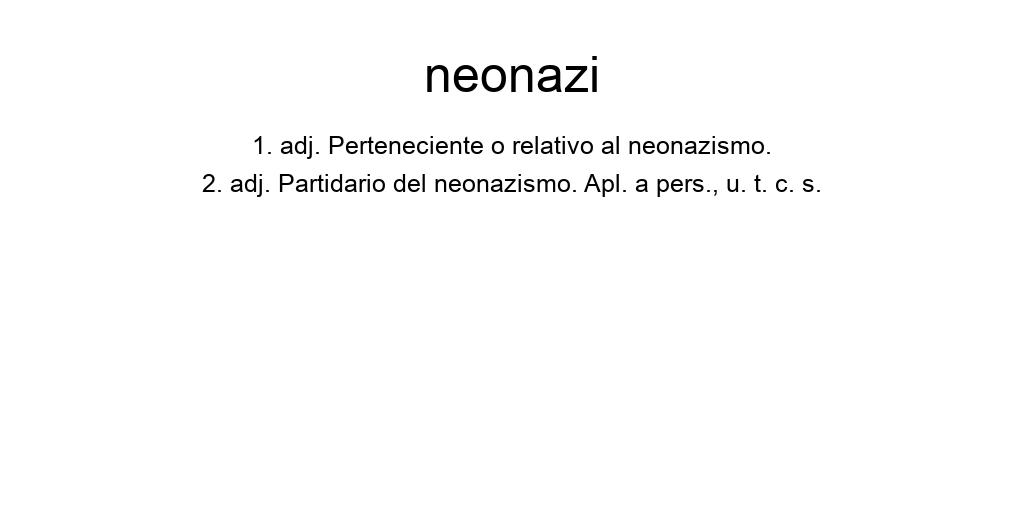 neonazi
1. adj. Perteneciente o relativo al neonazismo.
2. adj. Partidario del neonazismo. Apl. a pers., u. t. c. s.